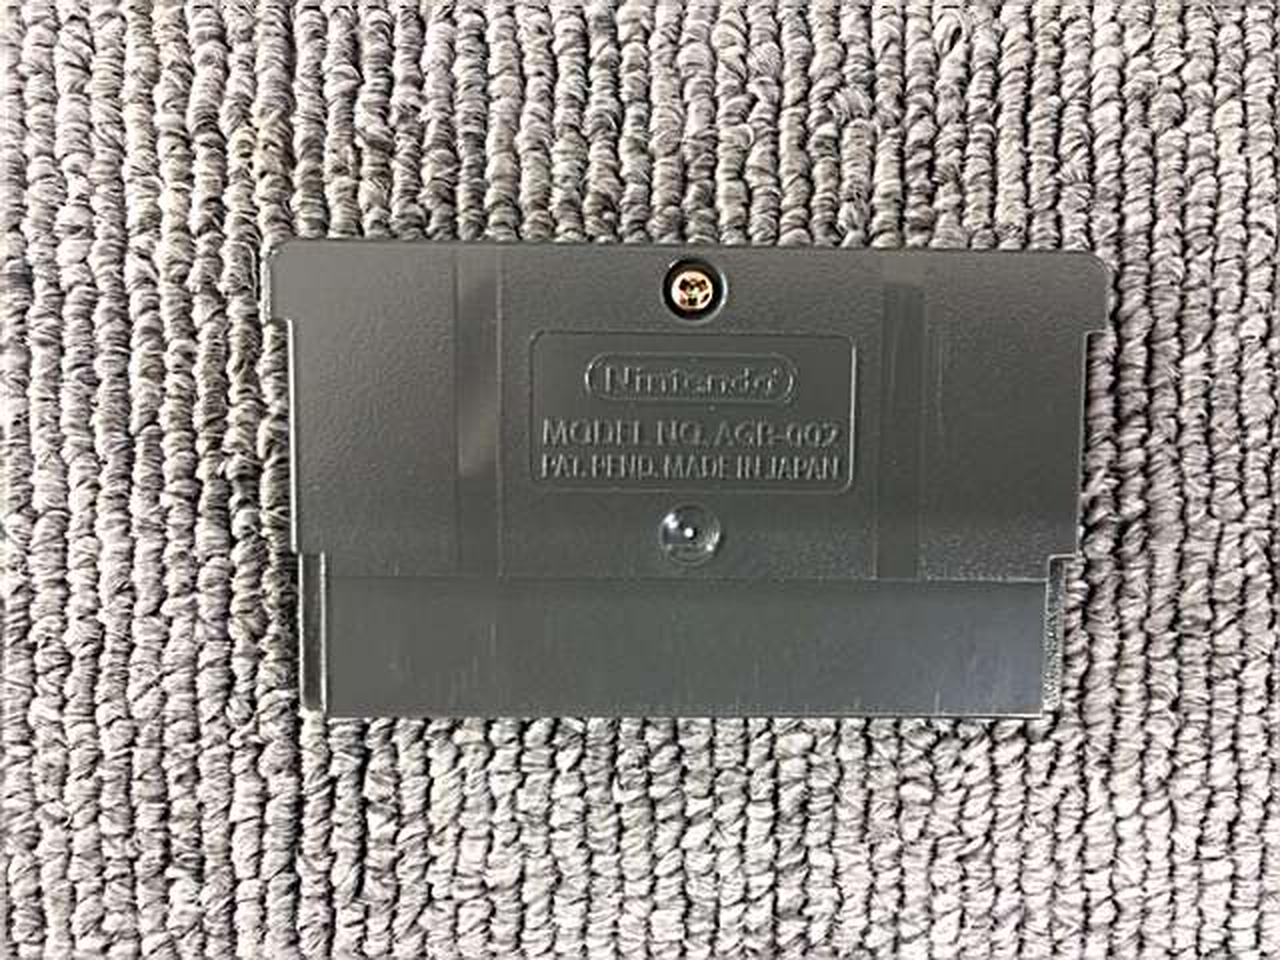 Nintendo®
MODEL NO. AGB-002
PAT. PEND. MADE IN JAPAN